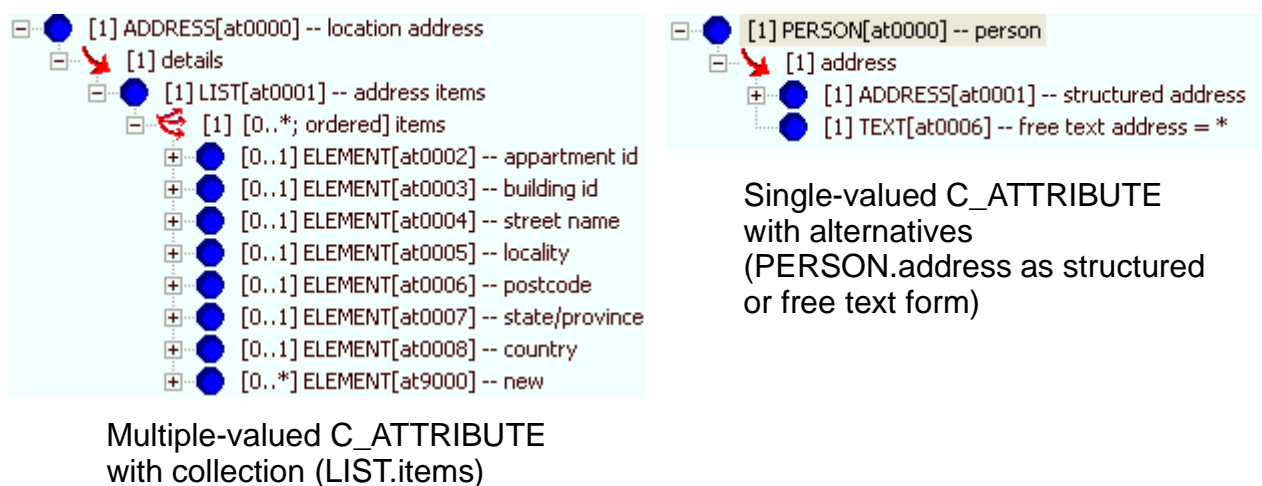 [1] ADDRESS[at0000] -- location address
[1] details
[1] LIST[at0001] -- address items
[1] [0..*; ordered] items
[0..1] ELEMENT[at0002] -- appartment id
[0..1] ELEMENT[at0003] -- building id
[0..1] ELEMENT[at0004] -- street name
[0..1] ELEMENT[at0005] -- locality
[0..1] ELEMENT[at0006] -- postcode
[0..1] ELEMENT[at0007] -- state/province
[0..1] ELEMENT[at0008] -- country
[0..*] ELEMENT[at9000] -- new
Multiple-valued C_ATTRIBUTE
with collection (LIST.items)
[1] PERSON[at0000] -- person
[1] address
[1] ADDRESS[at0001] -- structured address
[1] TEXT[at0006] -- free text address = *
Single-valued C_ATTRIBUTE
with alternatives
(PERSON.address as structured
or free text form)